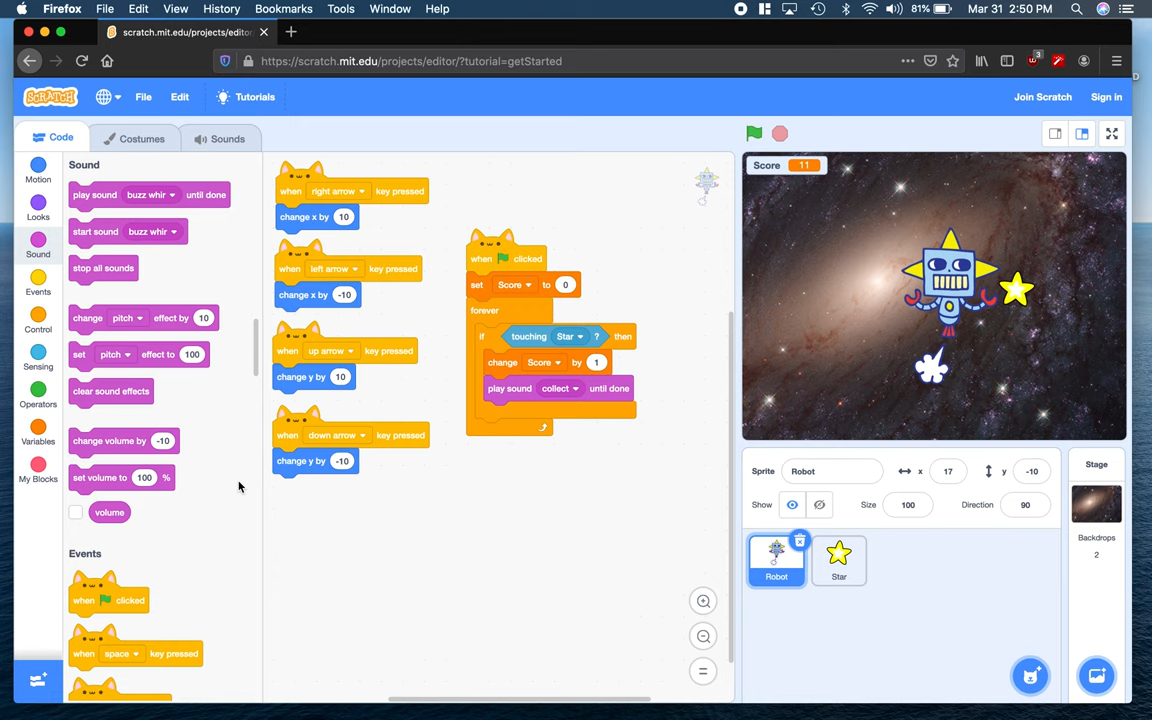 Firefox File Edit View History Bookmarks Tools Window Help 81% Mar 31 2:50 PM
scratch.mit.edu/projects/editor
https://scratch.mit.edu/projects/editor/?tutorial=getStarted
3
SCRATCH File Edit Tutorials Join Scratch Sign in
Code Costumes Sounds
Motion
Looks
Sound
Events
Control
Sensing
Operators
Variables
My Blocks
Sound
play sound buzz whir until done
start sound buzz whir
stop all sounds
change pitch effect by 10
set pitch effect to 100
clear sound effects
change volume by -10
set volume to 100 %
volume
Events
when clicked
when space key pressed
when right arrow key pressed
change x by 10
when left arrow key pressed
change x by -10
when up arrow key pressed
change y by 10
when down arrow key pressed
change y by -10
when clicked
set Score to 0
forever
if touching Star ? then
change Score by 1
play sound collect until done
Score 11
Sprite Robot x 17 y -10
Show Size 100 Direction 90
Robot
Star
Stage
Backdrops
2